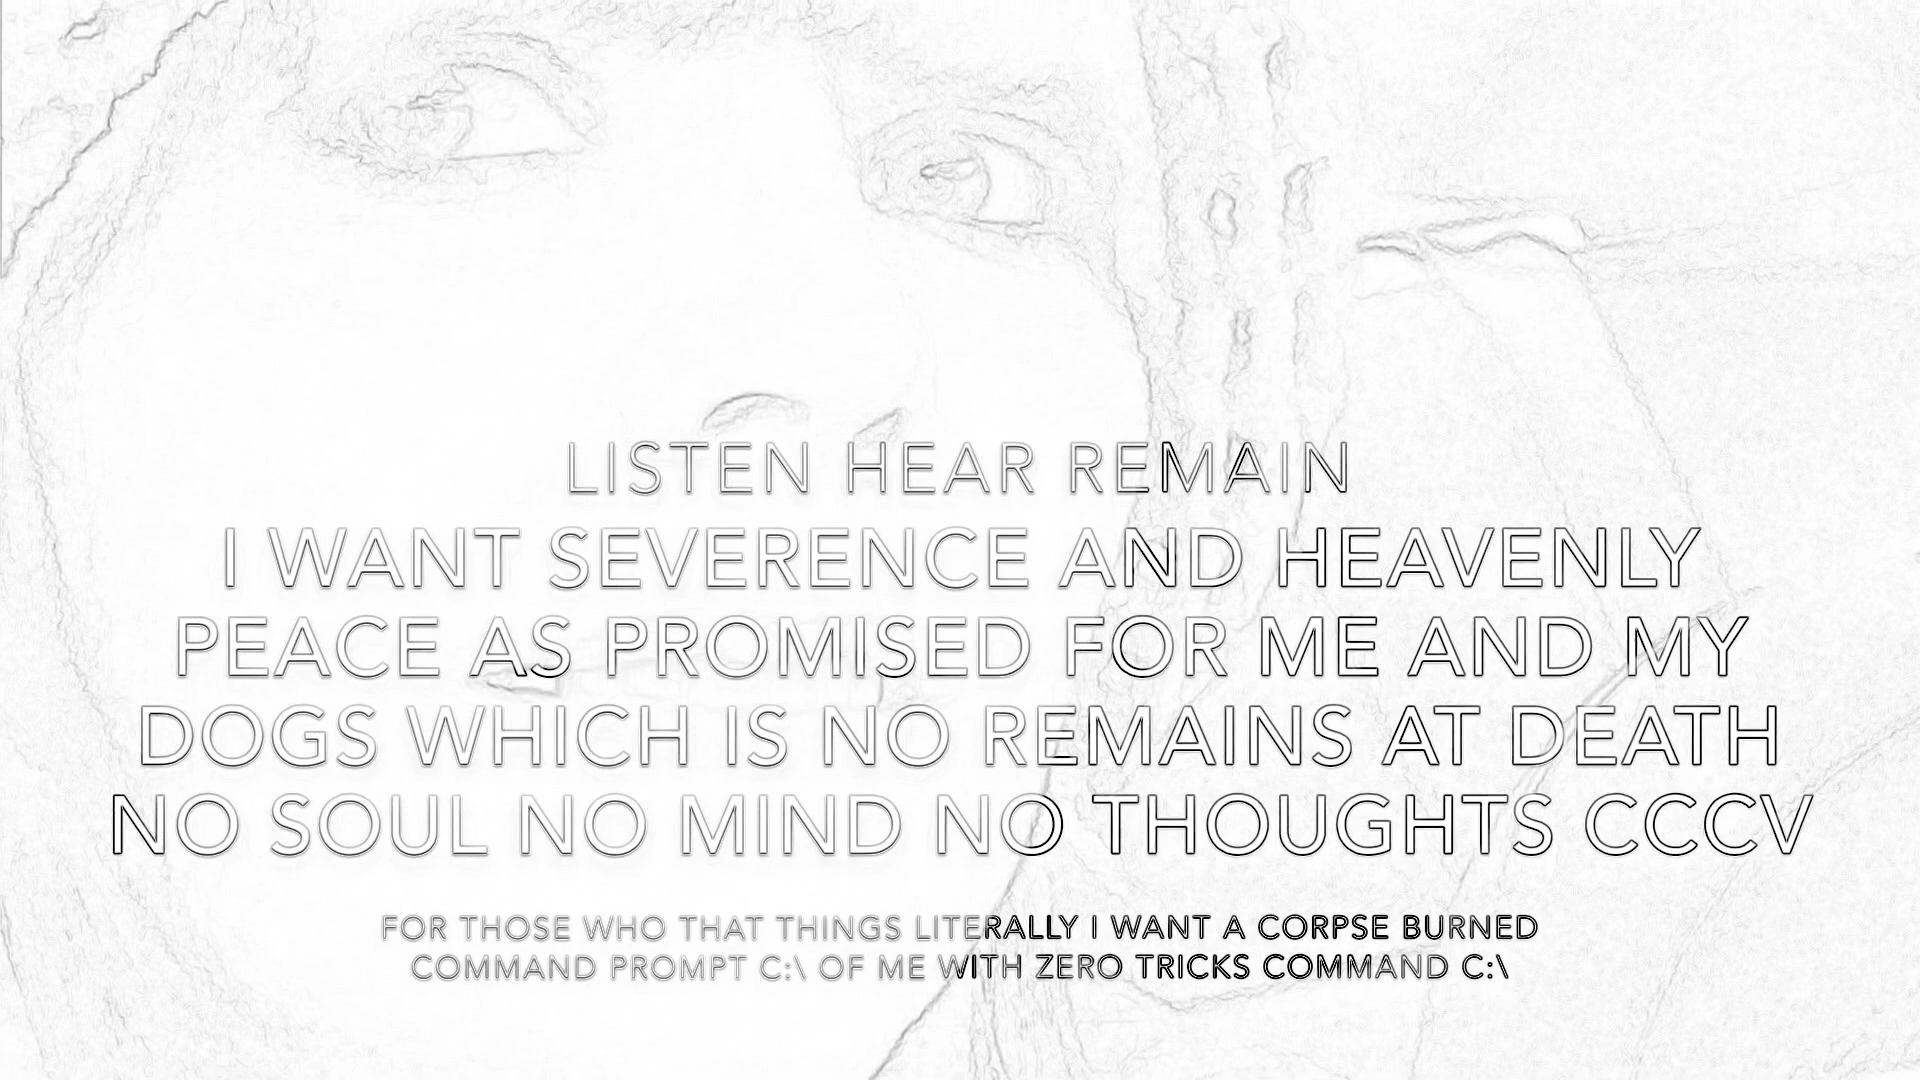 LISTEN HEAR REMAIN
I WANT SEVERENCE AND HEAVENLY
PEACE AS PROMISED FOR ME AND MY
DOGS WHICH IS NO REMAINS AT DEATH
NO SOUL NO MIND NO THOUGHTS CCCV
FOR THOSE WHO THAT THINGS LITERALLY I WANT A CORPSE BURNED
COMMAND PROMPT C:\ OF ME WITH ZERO TRICKS COMMAND C:\